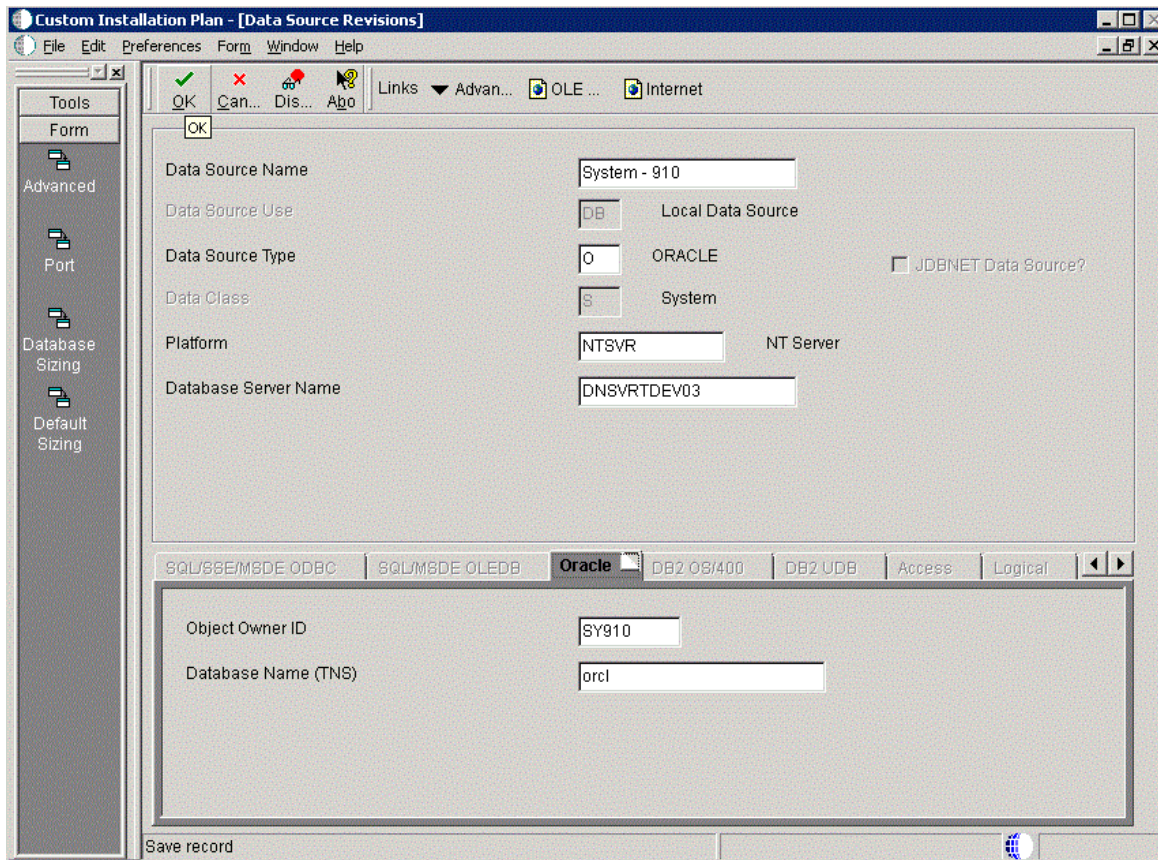 Custom Installation Plan - [Data Source Revisions]
File Edit Preferences Form Window Help
Tools
Form
Advanced
Port
Database
Sizing
Default
Sizing
OK Can... Dis... Abo Links Advan... OLE ... Internet
OK
Data Source Name System - 910
Data Source Use DB Local Data Source
Data Source Type O ORACLE JDBNET Data Source?
Data Class S System
Platform NTSVR NT Server
Database Server Name DNSVRTDEV03
SQL/SSE/MSDE ODBC SQL/MSDE OLEDB Oracle DB2 OS/400 DB2 UDB Access Logical
Object Owner ID SY910
Database Name (TNS) orcl
Save record